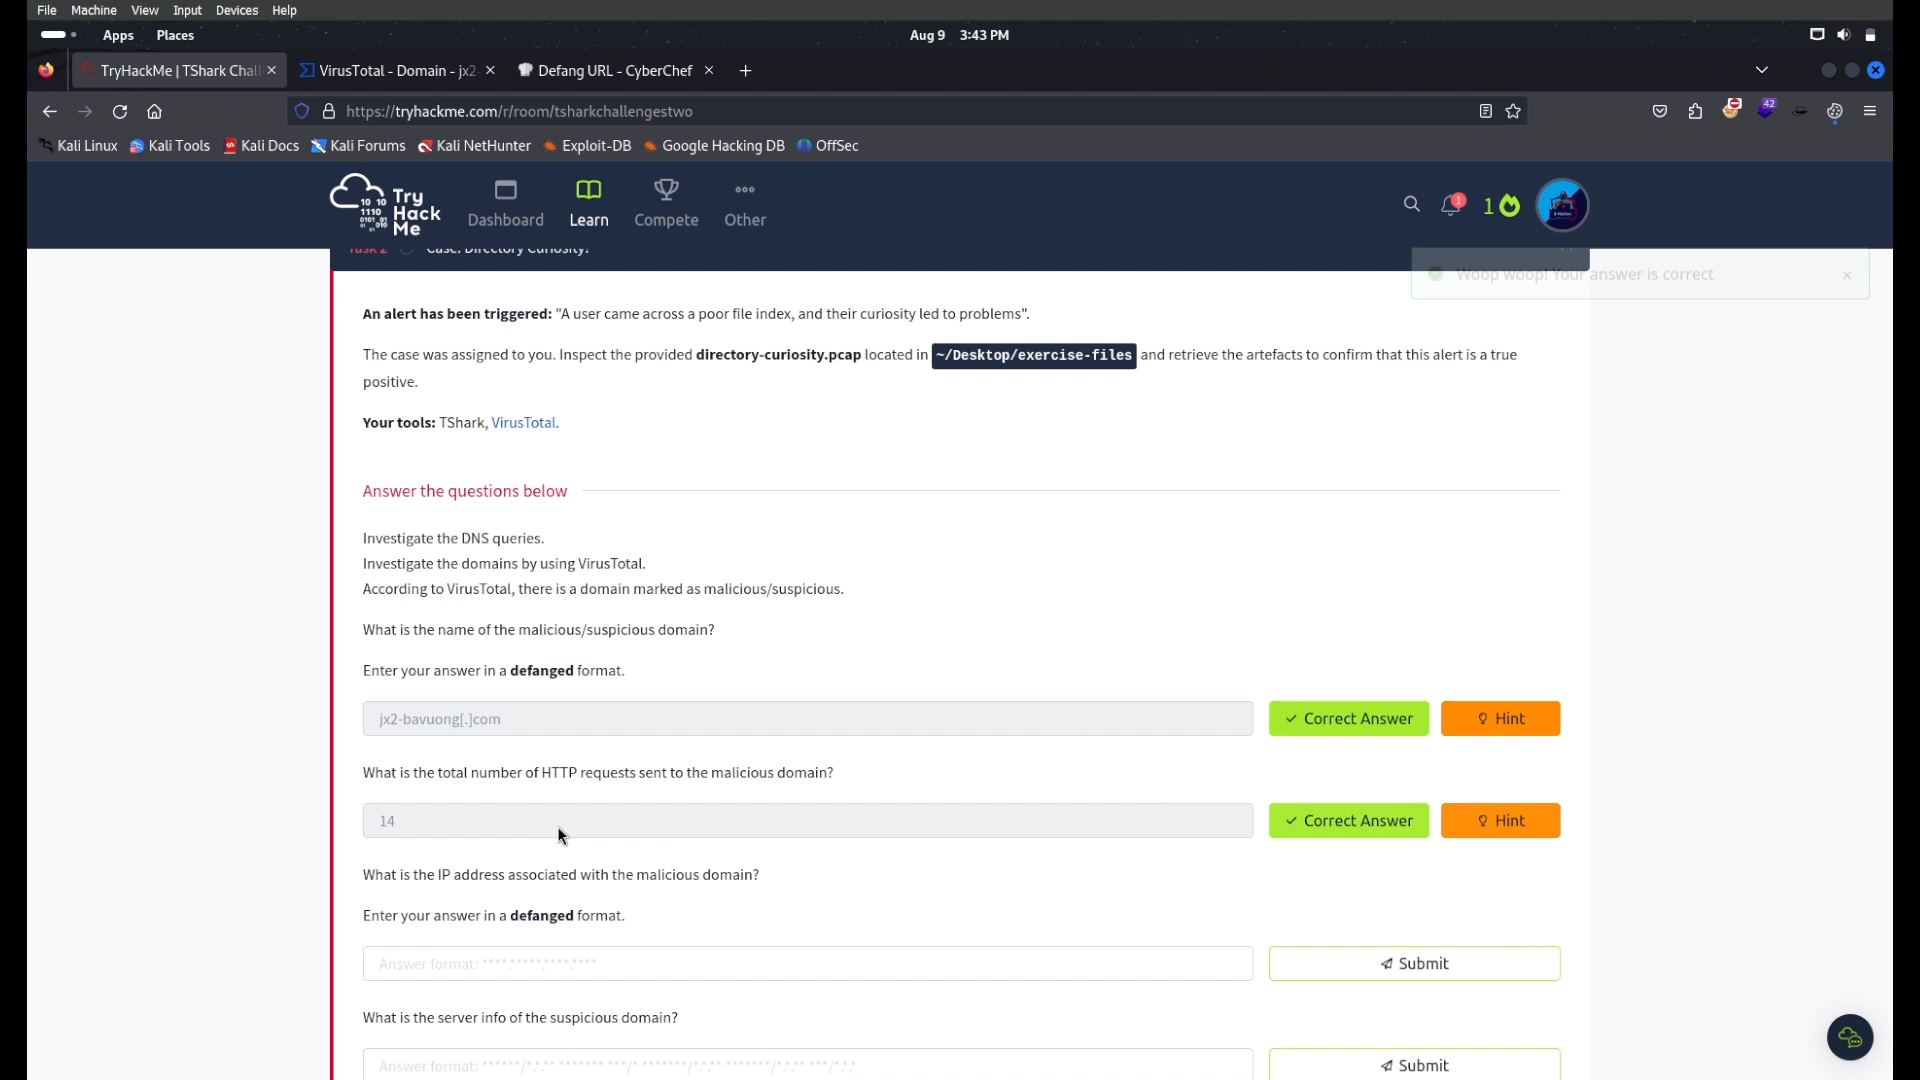 File Machine View Input Devices Help
Apps Places Aug 9 3:43 PM
TryHackMe | TShark Chall VirusTotal - Domain - jx2- Defang URL - CyberChef
https://tryhackme.com/r/room/tsharkchallengestwo
42
Kali Linux Kali Tools Kali Docs Kali Forums Kali NetHunter Exploit-DB Google Hacking DB OffSec
Try Hack Me
Dashboard Learn Compete Other
1
1
Task 2 Case: Directory Curiosity!
Woop woop! Your answer is correct
An alert has been triggered: "A user came across a poor file index, and their curiosity led to problems".
The case was assigned to you. Inspect the provided directory-curiosity.pcap located in ~/Desktop/exercise-files and retrieve the artefacts to confirm that this alert is a true
positive.
Your tools: TShark, VirusTotal.
Answer the questions below
Investigate the DNS queries.
Investigate the domains by using VirusTotal.
According to VirusTotal, there is a domain marked as malicious/suspicious.
What is the name of the malicious/suspicious domain?
Enter your answer in a defanged format.
jx2-bavuong[.]com Correct Answer Hint
What is the total number of HTTP requests sent to the malicious domain?
14 Correct Answer Hint
What is the IP address associated with the malicious domain?
Enter your answer in a defanged format.
Answer format: ****.*****.****.**** Submit
What is the server info of the suspicious domain?
Answer format: Submit